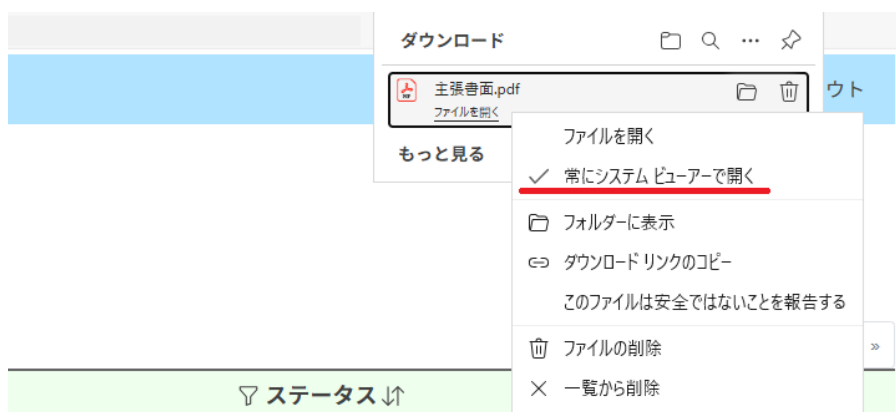 ダウンロード
主張書面.pdf
ファイルを開く
もっと見る
ウト
ファイルを開く
常にシステム ビューアーで開く
フォルダーに表示
ダウンロード リンクのコピー
このファイルは安全ではないことを報告する
ファイルの削除
一覧から削除
»
ステータス